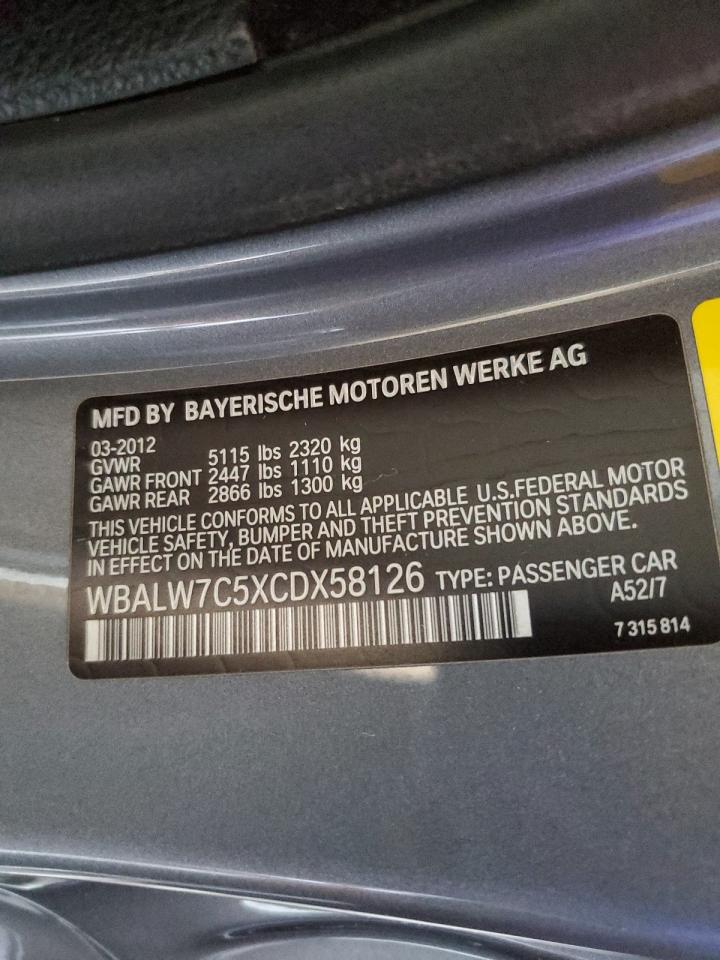 MFD BY BAYERISCHE MOTOREN WERKE AG
03-2012
GVWR 5115 lbs 2320 kg
GAWR FRONT 2447 lbs 1110 kg
GAWR REAR 2866 lbs 1300 kg
THIS VEHICLE CONFORMS TO ALL APPLICABLE U.S.FEDERAL MOTOR
VEHICLE SAFETY, BUMPER AND THEFT PREVENTION STANDARDS
IN EFFECT ON THE DATE OF MANUFACTURE SHOWN ABOVE.
WBALW7C5XCDX58126 TYPE: PASSENGER CAR
A52/7
7 315 814